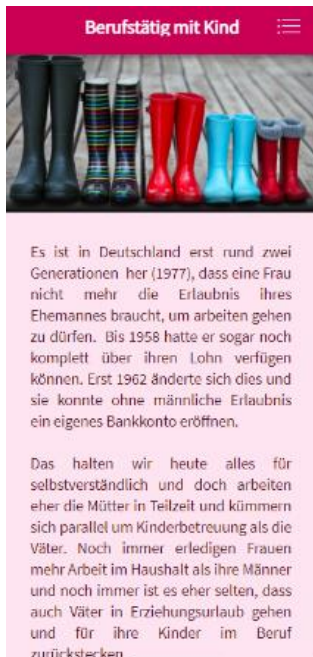 Berufstätig mit Kind
Es ist in Deutschland erst rund zwei
Generationen her (1977), dass eine Frau
nicht mehr die Erlaubnis ihres
Ehemannes braucht, um arbeiten gehen
zu dürfen. Bis 1958 hatte er sogar noch
komplett über ihren Lohn verfügen
können. Erst 1962 änderte sich dies und
sie konnte ohne männliche Erlaubnis
ein eigenes Bankkonto eröffnen.
Das halten wir heute alles für
selbstverständlich und doch arbeiten
eher die Mütter in Teilzeit und kümmern
sich parallel um Kinderbetreuung als die
Väter. Noch immer erledigen Frauen
mehr Arbeit im Haushalt als ihre Männer
und noch immer ist es eher selten, dass
auch Väter in Erziehungsurlaub gehen
und für ihre Kinder im Beruf
zurückstecken